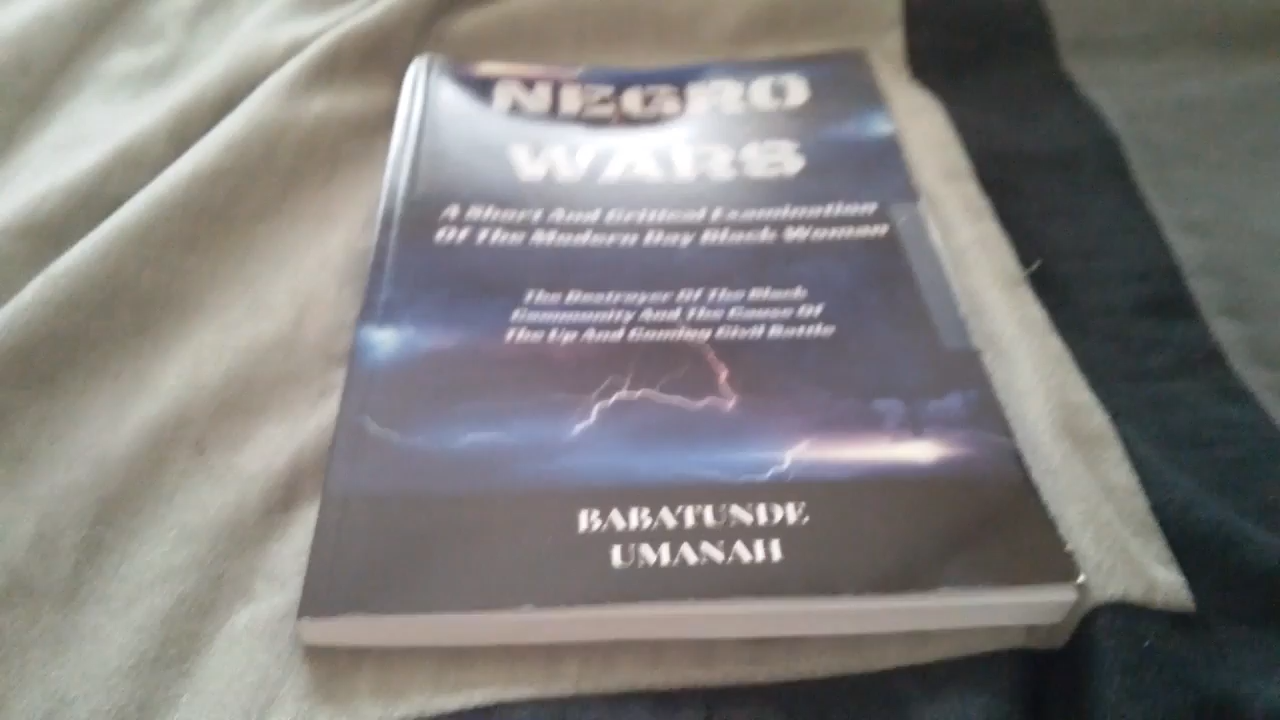 NEGRO
WARS
A Short And Critical Examination
Of The Modern Day Black Woman
The Destroyer Of The Black
Community And The Cause Of
The Up And Coming Civil Battle
BABATUNDE
UMANAH